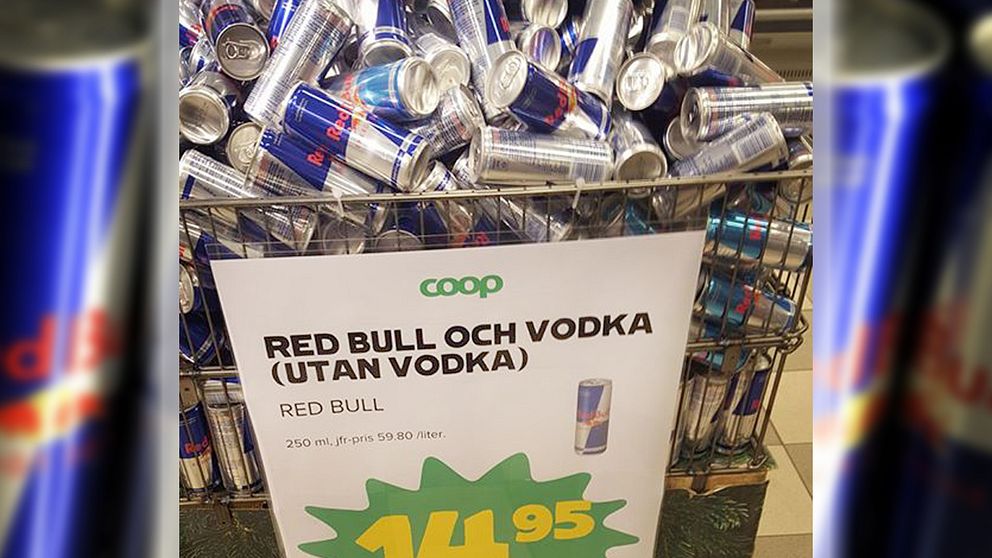 coop
RED BULL OCH VODKA
(UTAN VODKA)
RED BULL
250 ml, jfr-pris 59.80 /liter.
14 95